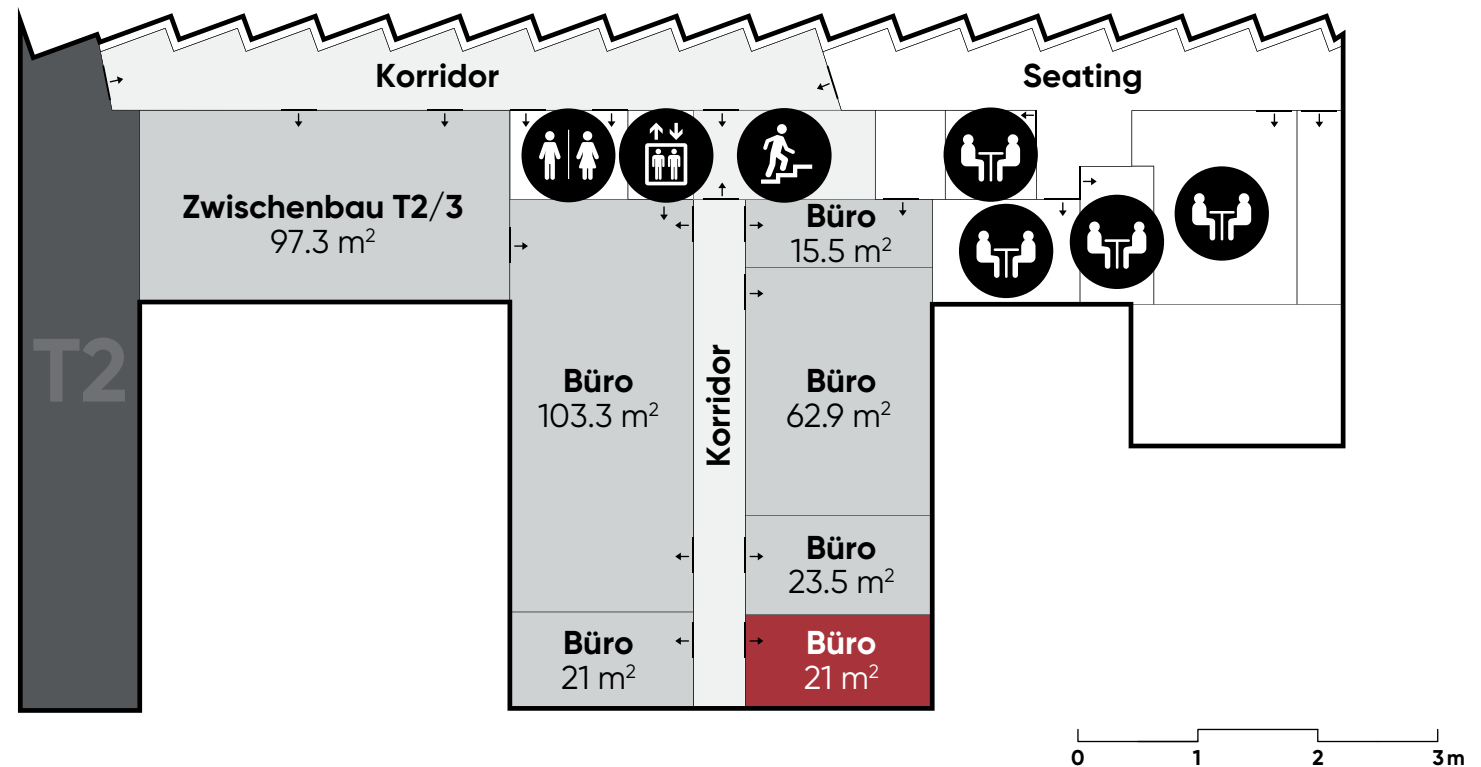 Korridor
Seating
Zwischenbau T2/3
97.3 m²
Büro
15.5 m²
T2
Büro
103.3 m²
Korridor
Büro
62.9 m²
Büro
23.5 m²
Büro
21 m²
Büro
21 m²
0 1 2 3 m